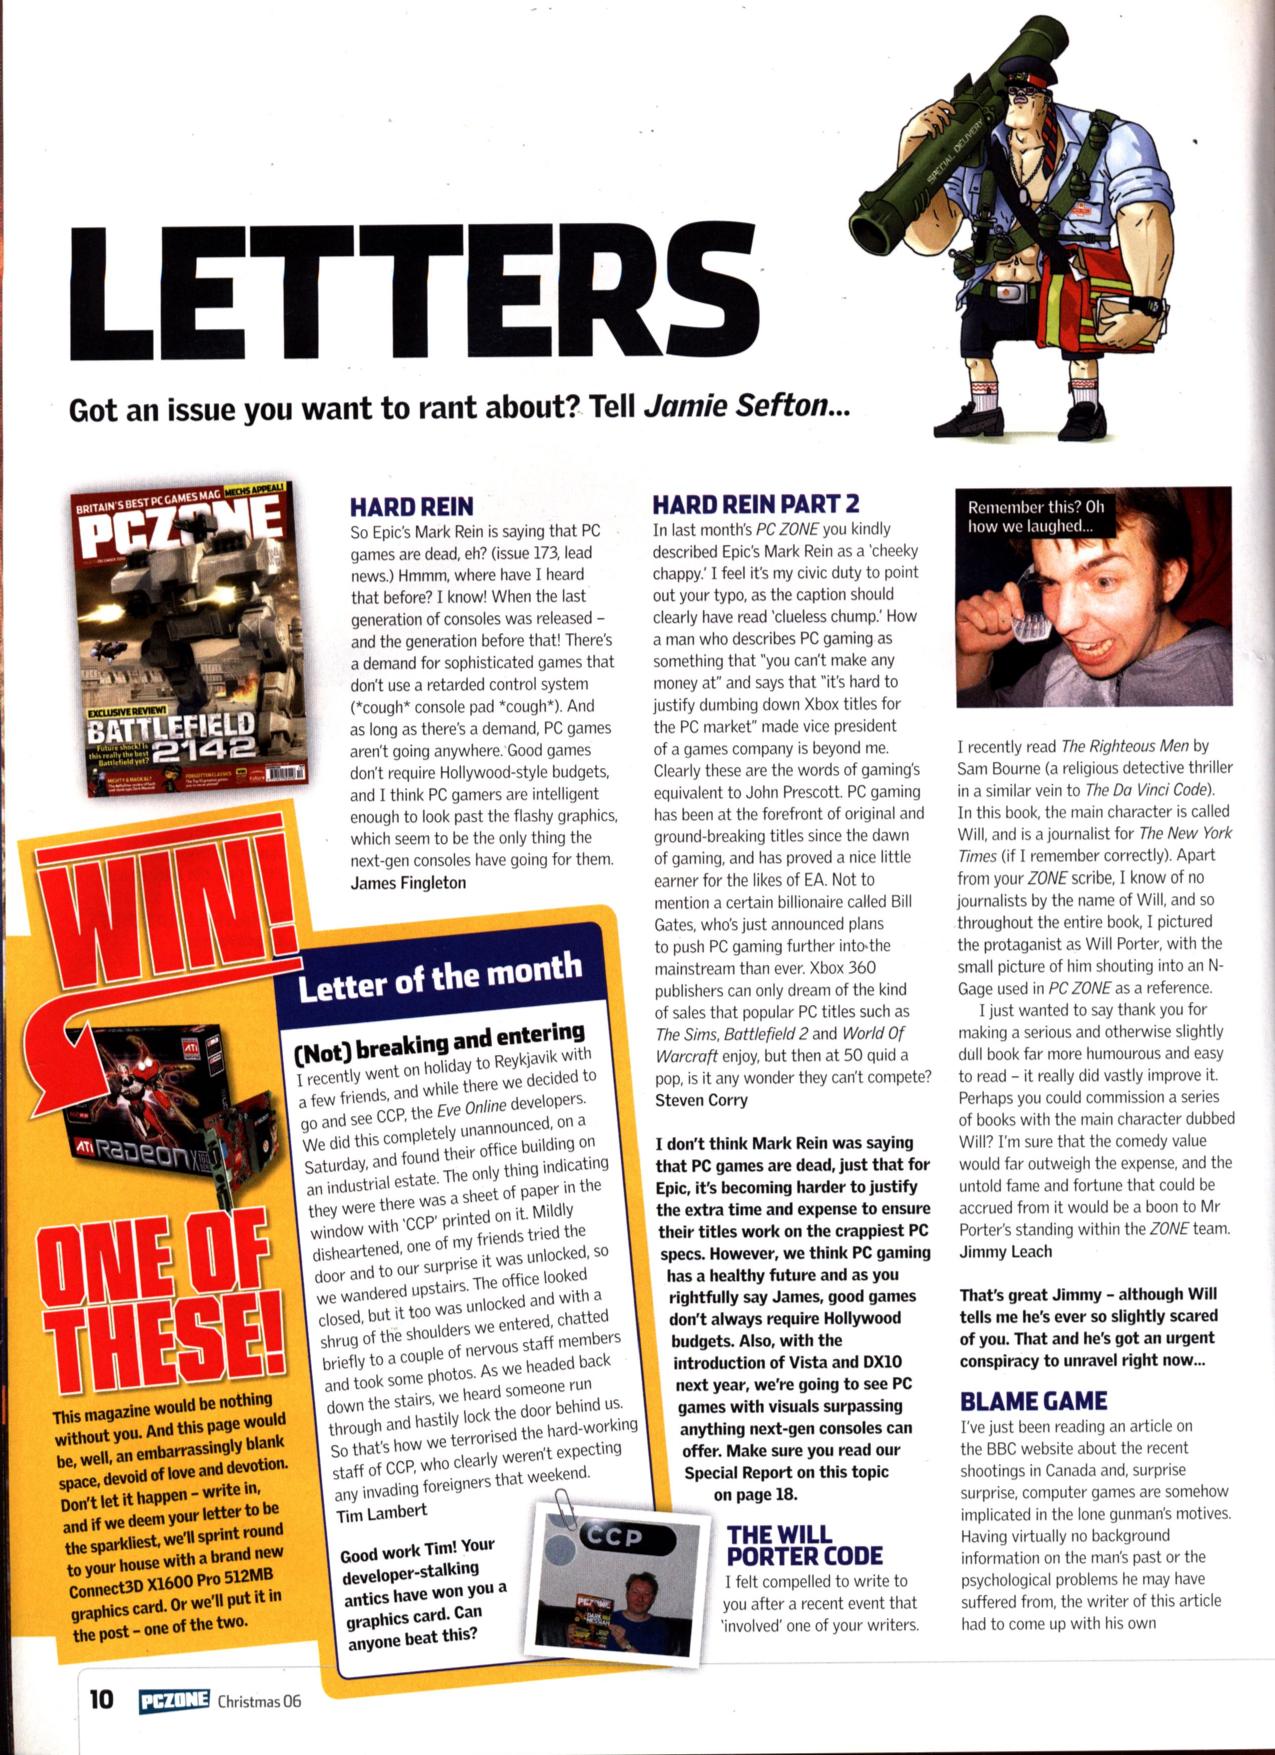 SPECIAL DELIVERY
LETTERS
Got an issue you want to rant about? Tell Jamie Sefton...
BRITAIN'S BEST PC GAMES MAG
MECHS APPEAL!
PCZONE
EXCLUSIVE REVIEW!
BATTLEFIELD
2142
Future shock! Is
this really the best
Battlefield yet?
MIGHTY & MAGICAL!
FORGOTTEN CLASSICS
WIN!
ATI
ATI RADEON X1600
ONE OF
THESE!
This magazine would be nothing
without you. And this page would
be, well, an embarrassingly blank
space, devoid of love and devotion.
Don't let it happen – write in,
and if we deem your letter to be
the sparkliest, we'll sprint round
to your house with a brand new
Connect3D X1600 Pro 512MB
graphics card. Or we'll put it in
the post – one of the two.
HARD REIN
So Epic's Mark Rein is saying that PC
games are dead, eh? (issue 173, lead
news.) Hmmm, where have I heard
that before? I know! When the last
generation of consoles was released –
and the generation before that! There's
a demand for sophisticated games that
don't use a retarded control system
(*cough* console pad *cough*). And
as long as there's a demand, PC games
aren't going anywhere. Good games
don't require Hollywood-style budgets,
and I think PC gamers are intelligent
enough to look past the flashy graphics,
which seem to be the only thing the
next-gen consoles have going for them.
James Fingleton
Letter of the month
(Not) breaking and entering
I recently went on holiday to Reykjavik with
a few friends, and while there we decided to
go and see CCP, the Eve Online developers.
We did this completely unannounced, on a
Saturday, and found their office building on
an industrial estate. The only thing indicating
they were there was a sheet of paper in the
window with 'CCP' printed on it. Mildly
disheartened, one of my friends tried the
door and to our surprise it was unlocked, so
we wandered upstairs. The office looked
closed, but it too was unlocked and with a
shrug of the shoulders we entered, chatted
briefly to a couple of nervous staff members
and took some photos. As we headed back
down the stairs, we heard someone run
through and hastily lock the door behind us.
So that's how we terrorised the hard-working
staff of CCP, who clearly weren't expecting
any invading foreigners that weekend.
Tim Lambert
Good work Tim! Your
developer-stalking
antics have won you a
graphics card. Can
anyone beat this?
CCP
PCZONE
DARK
MESSIAH
HARD REIN PART 2
In last month's PC ZONE you kindly
described Epic's Mark Rein as a 'cheeky
chappy.' I feel it's my civic duty to point
out your typo, as the caption should
clearly have read 'clueless chump.' How
a man who describes PC gaming as
something that "you can't make any
money at" and says that "it's hard to
justify dumbing down Xbox titles for
the PC market" made vice president
of a games company is beyond me.
Clearly these are the words of gaming's
equivalent to John Prescott. PC gaming
has been at the forefront of original and
ground-breaking titles since the dawn
of gaming, and has proved a nice little
earner for the likes of EA. Not to
mention a certain billionaire called Bill
Gates, who's just announced plans
to push PC gaming further into the
mainstream than ever. Xbox 360
publishers can only dream of the kind
of sales that popular PC titles such as
The Sims, Battlefield 2 and World Of
Warcraft enjoy, but then at 50 quid a
pop, is it any wonder they can't compete?
Steven Corry
I don't think Mark Rein was saying
that PC games are dead, just that for
Epic, it's becoming harder to justify
the extra time and expense to ensure
their titles work on the crappiest PC
specs. However, we think PC gaming
has a healthy future and as you
rightfully say James, good games
don't always require Hollywood
budgets. Also, with the
introduction of Vista and DX10
next year, we're going to see PC
games with visuals surpassing
anything next-gen consoles can
offer. Make sure you read our
Special Report on this topic
on page 18.
THE WILL
PORTER CODE
I felt compelled to write to
you after a recent event that
'involved' one of your writers.
Remember this? Oh
how we laughed...
I recently read The Righteous Men by
Sam Bourne (a religious detective thriller
in a similar vein to The Da Vinci Code).
In this book, the main character is called
Will, and is a journalist for The New York
Times (if I remember correctly). Apart
from your ZONE scribe, I know of no
journalists by the name of Will, and so
throughout the entire book, I pictured
the protaganist as Will Porter, with the
small picture of him shouting into an N-
Gage used in PC ZONE as a reference.
I just wanted to say thank you for
making a serious and otherwise slightly
dull book far more humourous and easy
to read – it really did vastly improve it.
Perhaps you could commission a series
of books with the main character dubbed
Will? I'm sure that the comedy value
would far outweigh the expense, and the
untold fame and fortune that could be
accrued from it would be a boon to Mr
Porter's standing within the ZONE team.
Jimmy Leach
That's great Jimmy – although Will
tells me he's ever so slightly scared
of you. That and he's got an urgent
conspiracy to unravel right now...
BLAME GAME
I've just been reading an article on
the BBC website about the recent
shootings in Canada and, surprise
surprise, computer games are somehow
implicated in the lone gunman's motives.
Having virtually no background
information on the man's past or the
psychological problems he may have
suffered from, the writer of this article
had to come up with his own
10 PCZONE Christmas 06